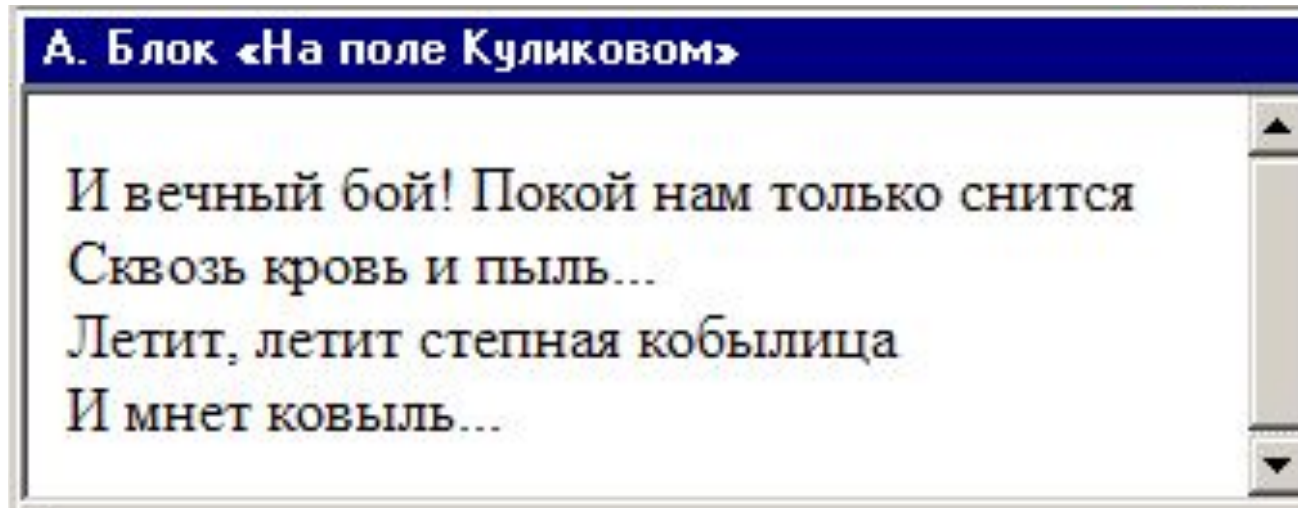 А. Блок «На поле Куликовом»
И вечный бой! Покой нам только снится
Сквозь кровь и пыль...
Летит, летит степная кобылица
И мнет ковыль...